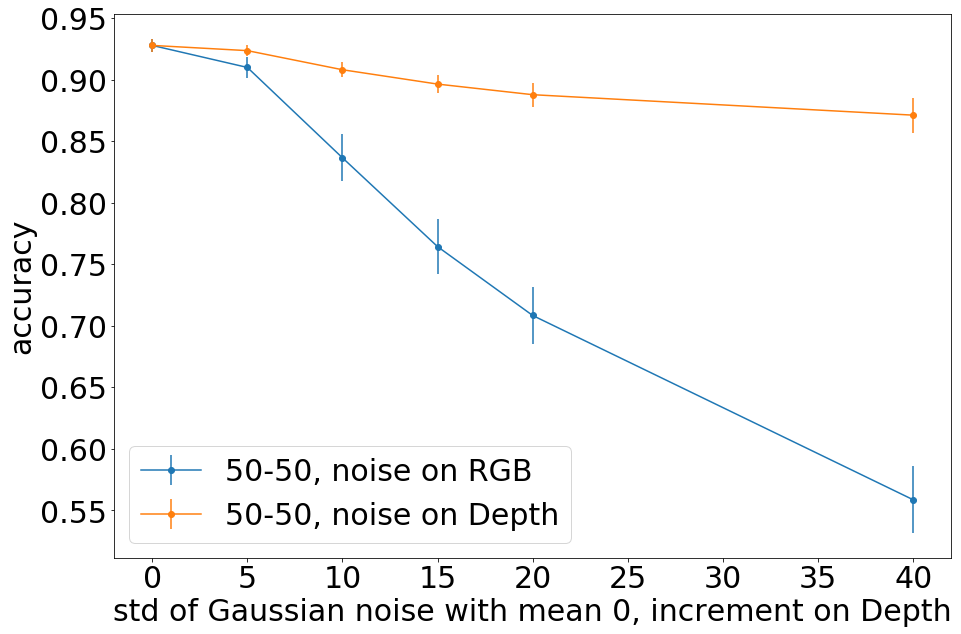 0.95
0.90
0.85
0.80
0.75
0.70
0.65
0.60
0.55
accuracy
50-50, noise on RGB
50-50, noise on Depth
0 5 10 15 20 25 30 35 40
std of Gaussian noise with mean 0, increment on Depth